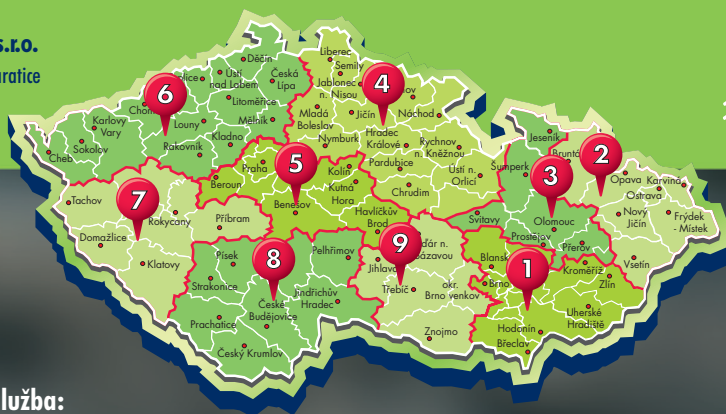 s.r.o.
aratice
Děčín
Ústí
nad Labem
Česká
Lípa
Litoměřice
Mělník
Louny
Kladno
Rakovník
Karlovy
Vary
Sokolov
Cheb
6
Liberec
Semily
Jablonec
n. Nisou
Jičín
Mladá
Boleslav
Nymburk
Hradec
Králové
Náchod
Rychnov
n. Kněžnou
Pardubice
Ústí n.
Orlicí
Chrudim
Svitavy
4
Praha
Beroun
Benešov
Kolín
Kutná
Hora
Havlíčkův
Brod
5
Jeseník
Šumperk
Olomouc
Prostějov
Přerov
3
Bruntá
Opava
Karviná
Ostrava
Nový
Jičín
Frýdek
- Místek
Vsetín
2
Tachov
Rokycany
Domažlice
Klatovy
Příbram
7
Písek
Strakonice
Prachatice
České
Budějovice
Český Krumlov
Jindřichův
Hradec
Pelhřimov
8
Jihlava
Třebíč
Znojmo
okr.
Brno venkov
9
Blansk
Brno
Kroměříž
Zlín
Uherské
Hradiště
Hodonín
Břeclav
1
lužba: